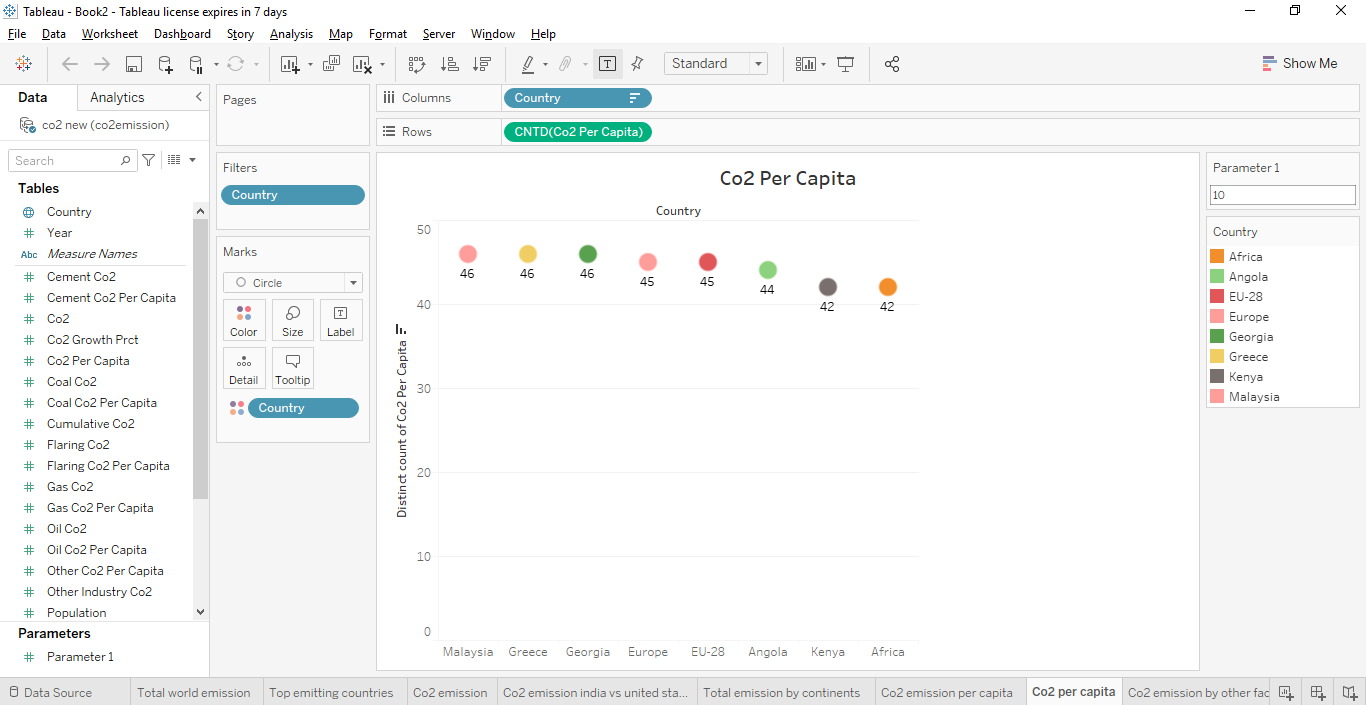 Tableau - Book2 - Tableau license expires in 7 days
File Data Worksheet Dashboard Story Analysis Map Format Server Window Help
Standard
Show Me
Data Analytics
co2 new (co2emission)
Search
Tables
Country
Year
Abc Measure Names
Cement Co2
Cement Co2 Per Capita
Co2
Co2 Growth Prct
Co2 Per Capita
Coal Co2
Coal Co2 Per Capita
Cumulative Co2
Flaring Co2
Flaring Co2 Per Capita
Gas Co2
Gas Co2 Per Capita
Oil Co2
Oil Co2 Per Capita
Other Co2 Per Capita
Other Industry Co2
Population
Parameters
Parameter 1
Pages
Filters
Country
Marks
Circle
Color Size Label
Detail Tooltip
Country
Columns Country
Rows CNTD(Co2 Per Capita)
Co2 Per Capita
Country
Distinct count of Co2 Per Capita
50
40
30
20
10
0
46 46 46 45 45 44 42 42
Malaysia Greece Georgia Europe EU-28 Angola Kenya Africa
Parameter 1
10
Country
Africa
Angola
EU-28
Europe
Georgia
Greece
Kenya
Malaysia
Data Source Total world emission Top emitting countries Co2 emission Co2 emission india vs united sta... Total emission by continents Co2 emission per capita Co2 per capita Co2 emission by other fac